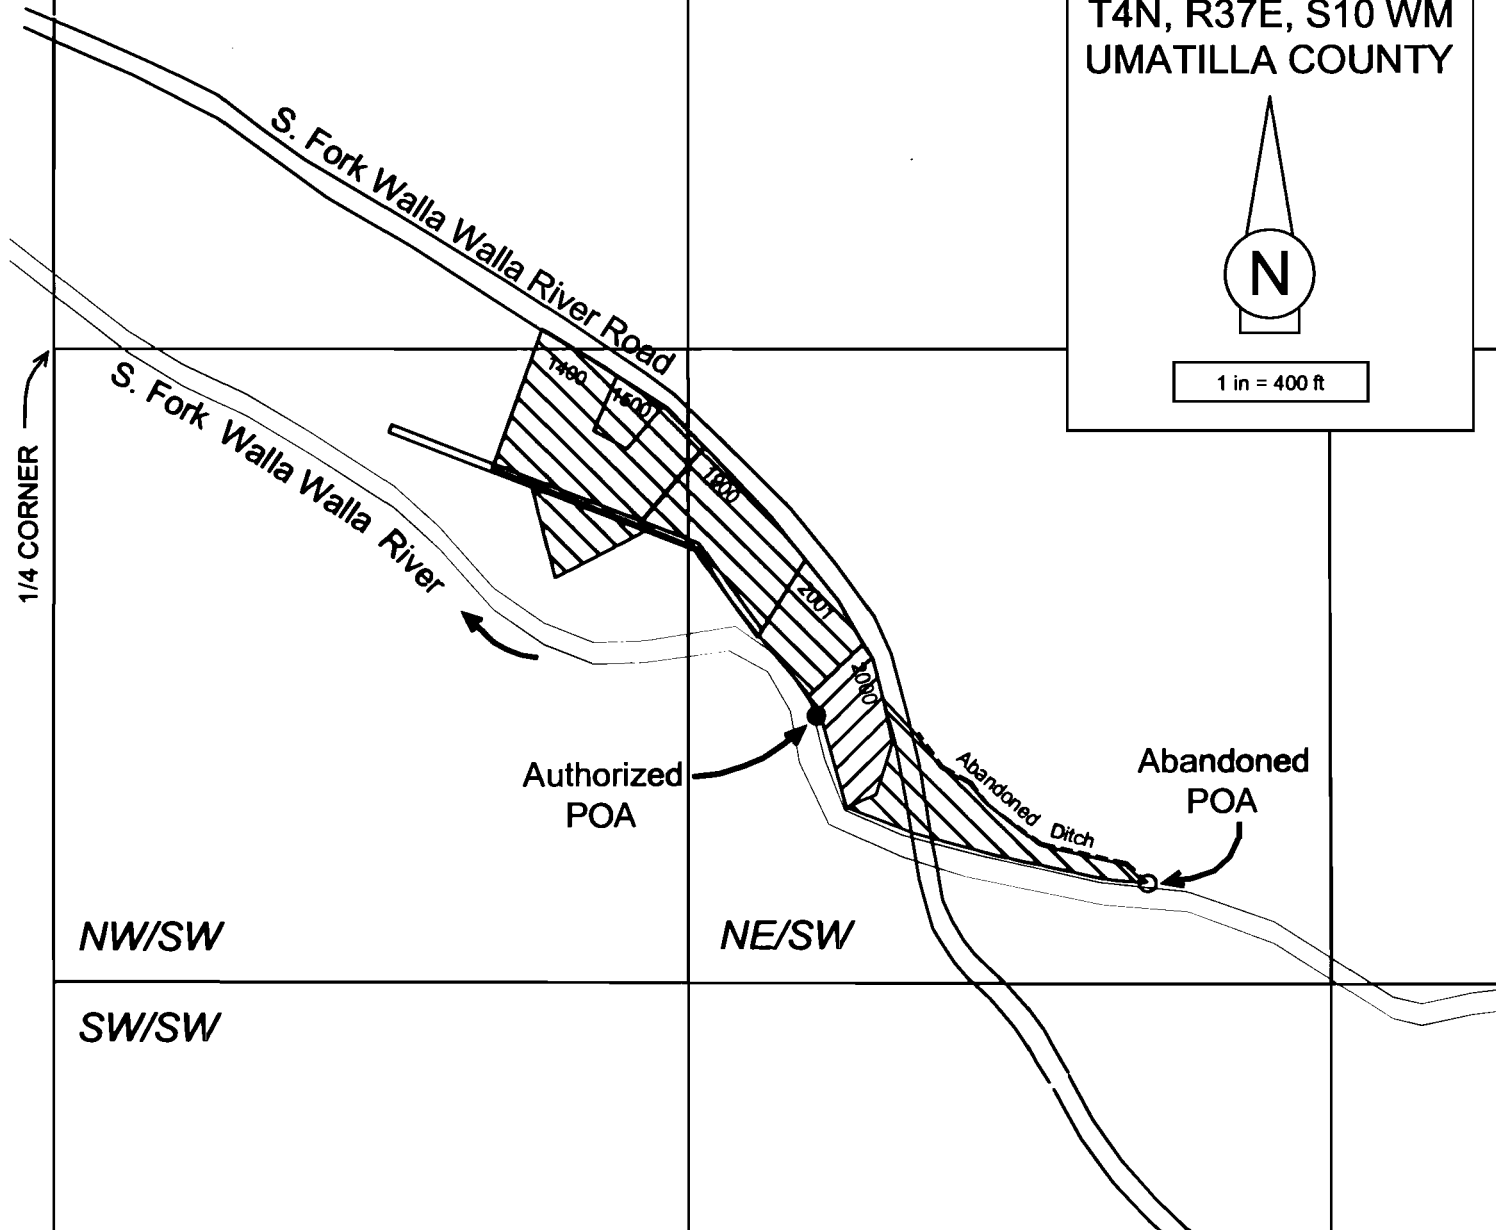 T4N, R37E, S10 WM
UMATILLA COUNTY
N
1 in = 400 ft
S. Fork Walla Walla River Road
S. Fork Walla Walla River
1/4 CORNER
1400
1500
1900
2001
2000
Authorized
POA
Abandoned Ditch
Abandoned
POA
NW/SW
NE/SW
SW/SW